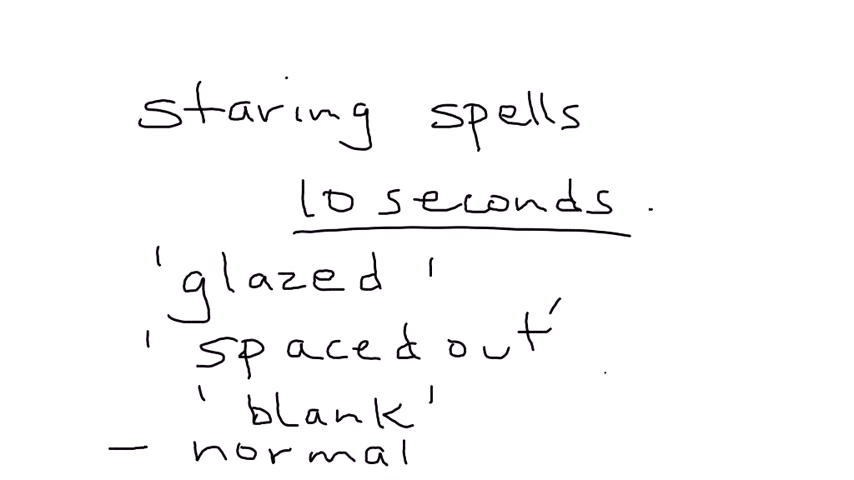 staring spells
10 seconds.
'glazed'
'spaced out'
'blank'
- normal